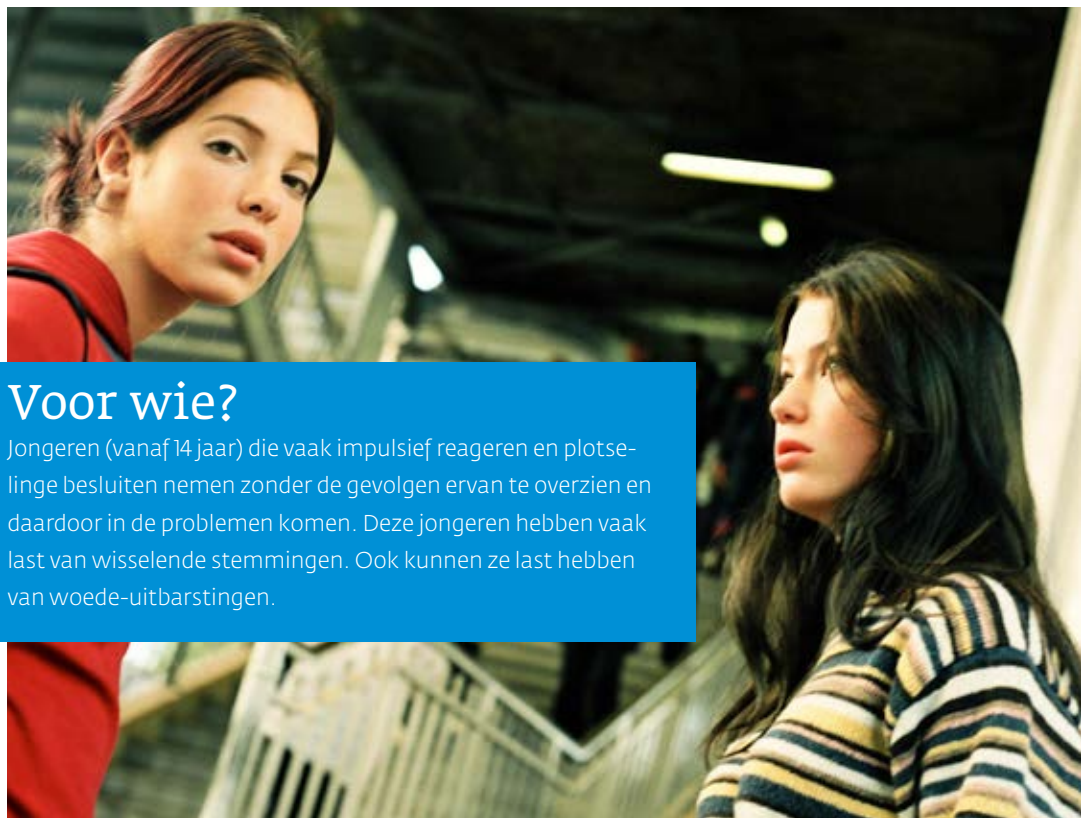 Voor wie?
Jongeren (vanaf 14 jaar) die vaak impulsief reageren en plotse-
linge besluiten nemen zonder de gevolgen ervan te overzien en
daardoor in de problemen komen. Deze jongeren hebben vaak
last van wisselende stemmingen. Ook kunnen ze last hebben
van woede-uitbarstingen.